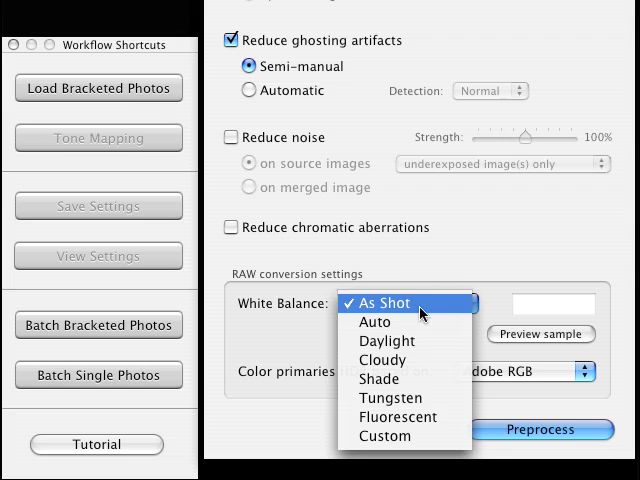 Workflow Shortcuts
Load Bracketed Photos
Tone Mapping
Save Settings
View Settings
Batch Bracketed Photos
Batch Single Photos
Tutorial
Reduce ghosting artifacts
Semi-manual
Automatic Detection: Normal
Reduce noise Strength: 100%
on source images underexposed image(s) only
on merged image
Reduce chromatic aberrations
RAW conversion settings
White Balance: As Shot
Auto
Preview sample
Daylight
Cloudy
Color primaries dobe RGB
Shade
Tungsten
Fluorescent
Custom
Preprocess